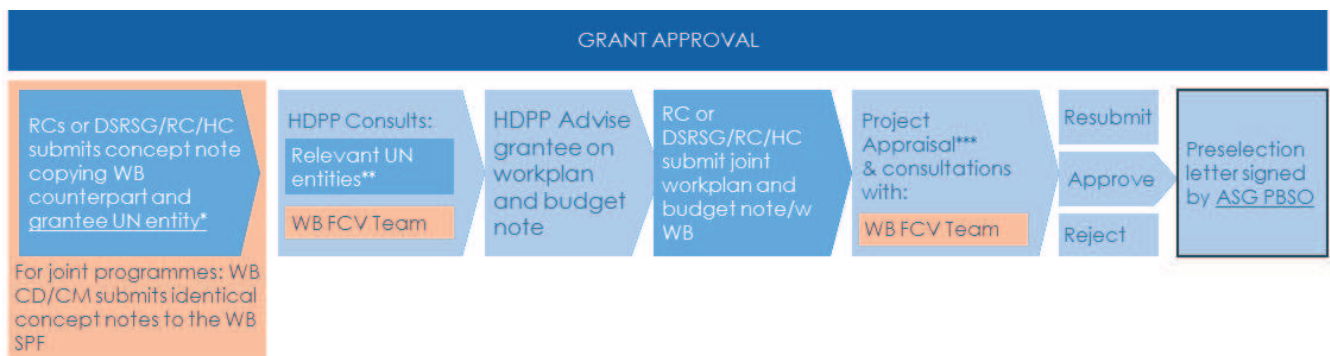 GRANT APPROVAL
RCs or DSRSG/RC/HC
submits concept note
copying WB
counterpart and
grantee UN entity*
For joint programmes: WB
CD/CM submits identical
concept notes to the WB
SPF
HDPP Consults:
Relevant UN
entities**
WB FCV Team
HDPP Advise
grantee on
workplan
and budget
note
RC or
DSRSG/RC/HC
submit joint
workplan and
budget note/w
WB
Project
Appraisal***
& consultations
with:
WB FCV Team
Resubmit
Approve
Reject
Preselection
letter signed
by ASG PBSO